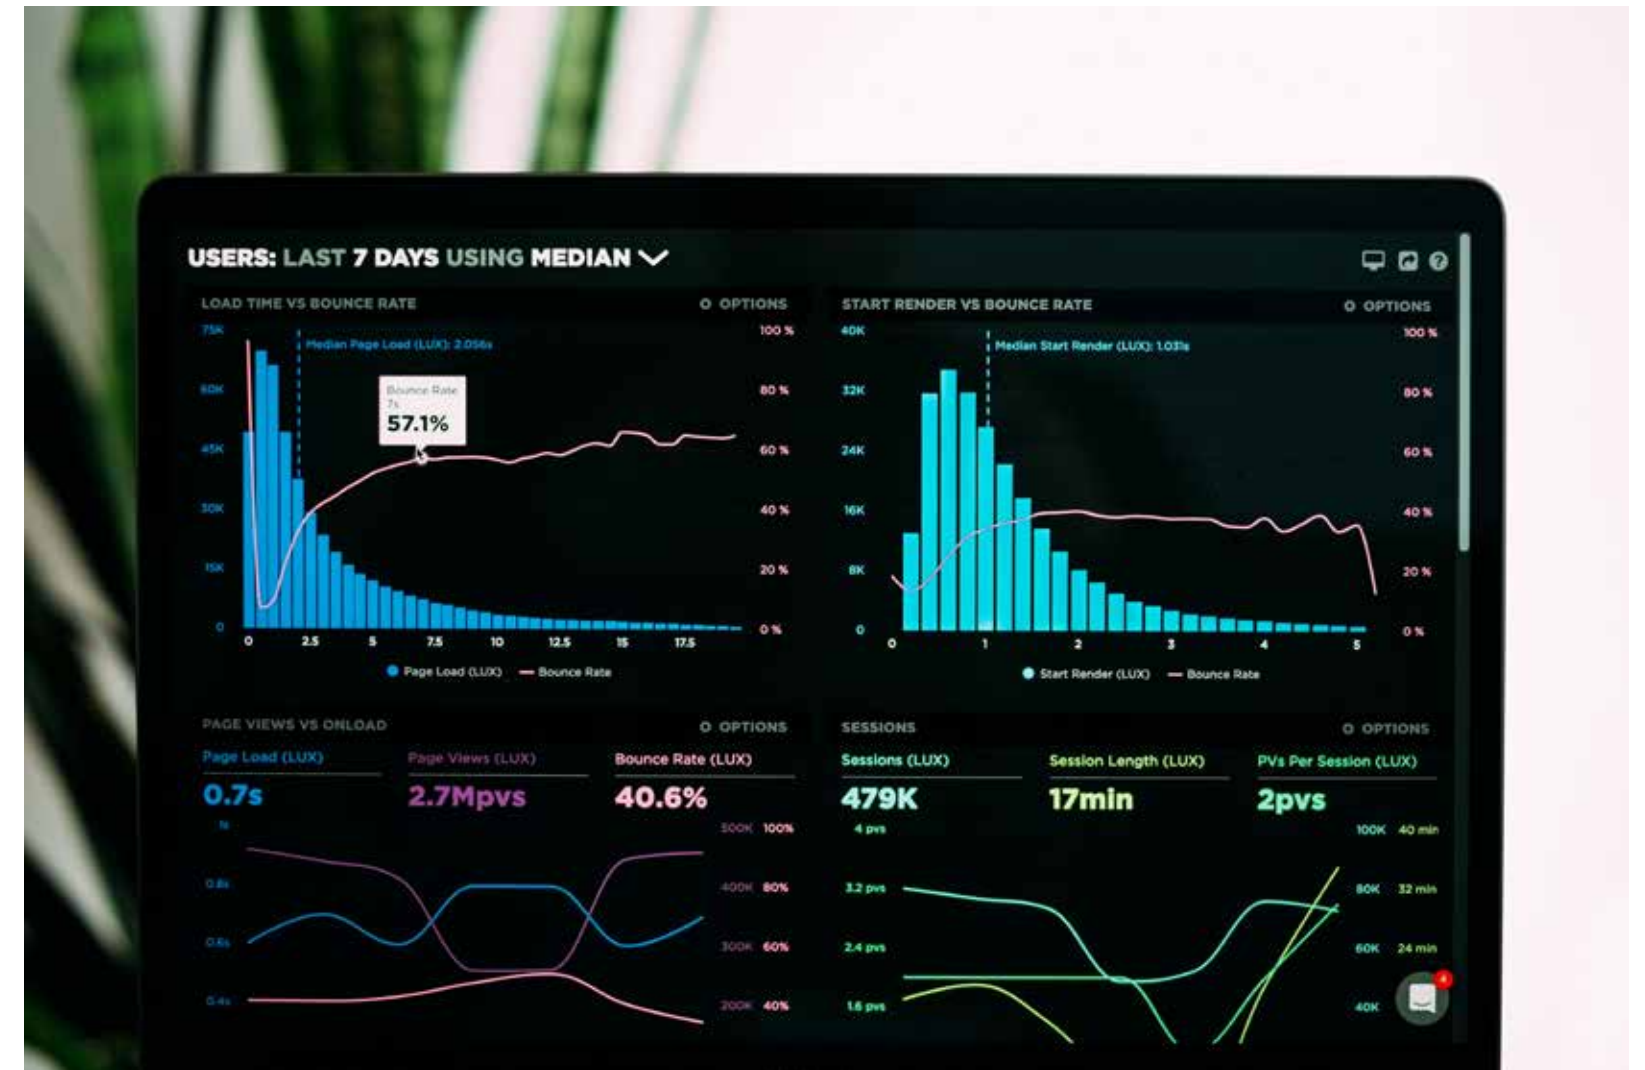 USERS: LAST 7 DAYS USING MEDIAN
LOAD TIME VS BOUNCE RATE
OPTIONS
75K
60K
45K
30K
15K
0
100 %
80 %
60 %
40 %
20 %
0 %
Median Page Load (LUX): 2.056s
Bounce Rate
7s
57.1%
0 2.5 5 7.5 10 12.5 15 17.5
Page Load (LUX) Bounce Rate
START RENDER VS BOUNCE RATE
OPTIONS
40K
32K
24K
16K
8K
0
100 %
80 %
60 %
40 %
20 %
0 %
Median Start Render (LUX): 1.031s
0 1 2 3 4 5
Start Render (LUX) Bounce Rate
PAGE VIEWS VS ONLOAD
OPTIONS
Page Load (LUX) Page Views (LUX) Bounce Rate (LUX)
0.7s 2.7Mpvs 40.6%
1s 500K 100%
0.8s 400K 80%
0.6s 300K 60%
0.4s 200K 40%
SESSIONS
OPTIONS
Sessions (LUX) Session Length (LUX) PVs Per Session (LUX)
479K 17min 2pvs
4 pvs 100K 40 min
3.2 pvs 80K 32 min
2.4 pvs 60K 24 min
1.6 pvs 40K
4